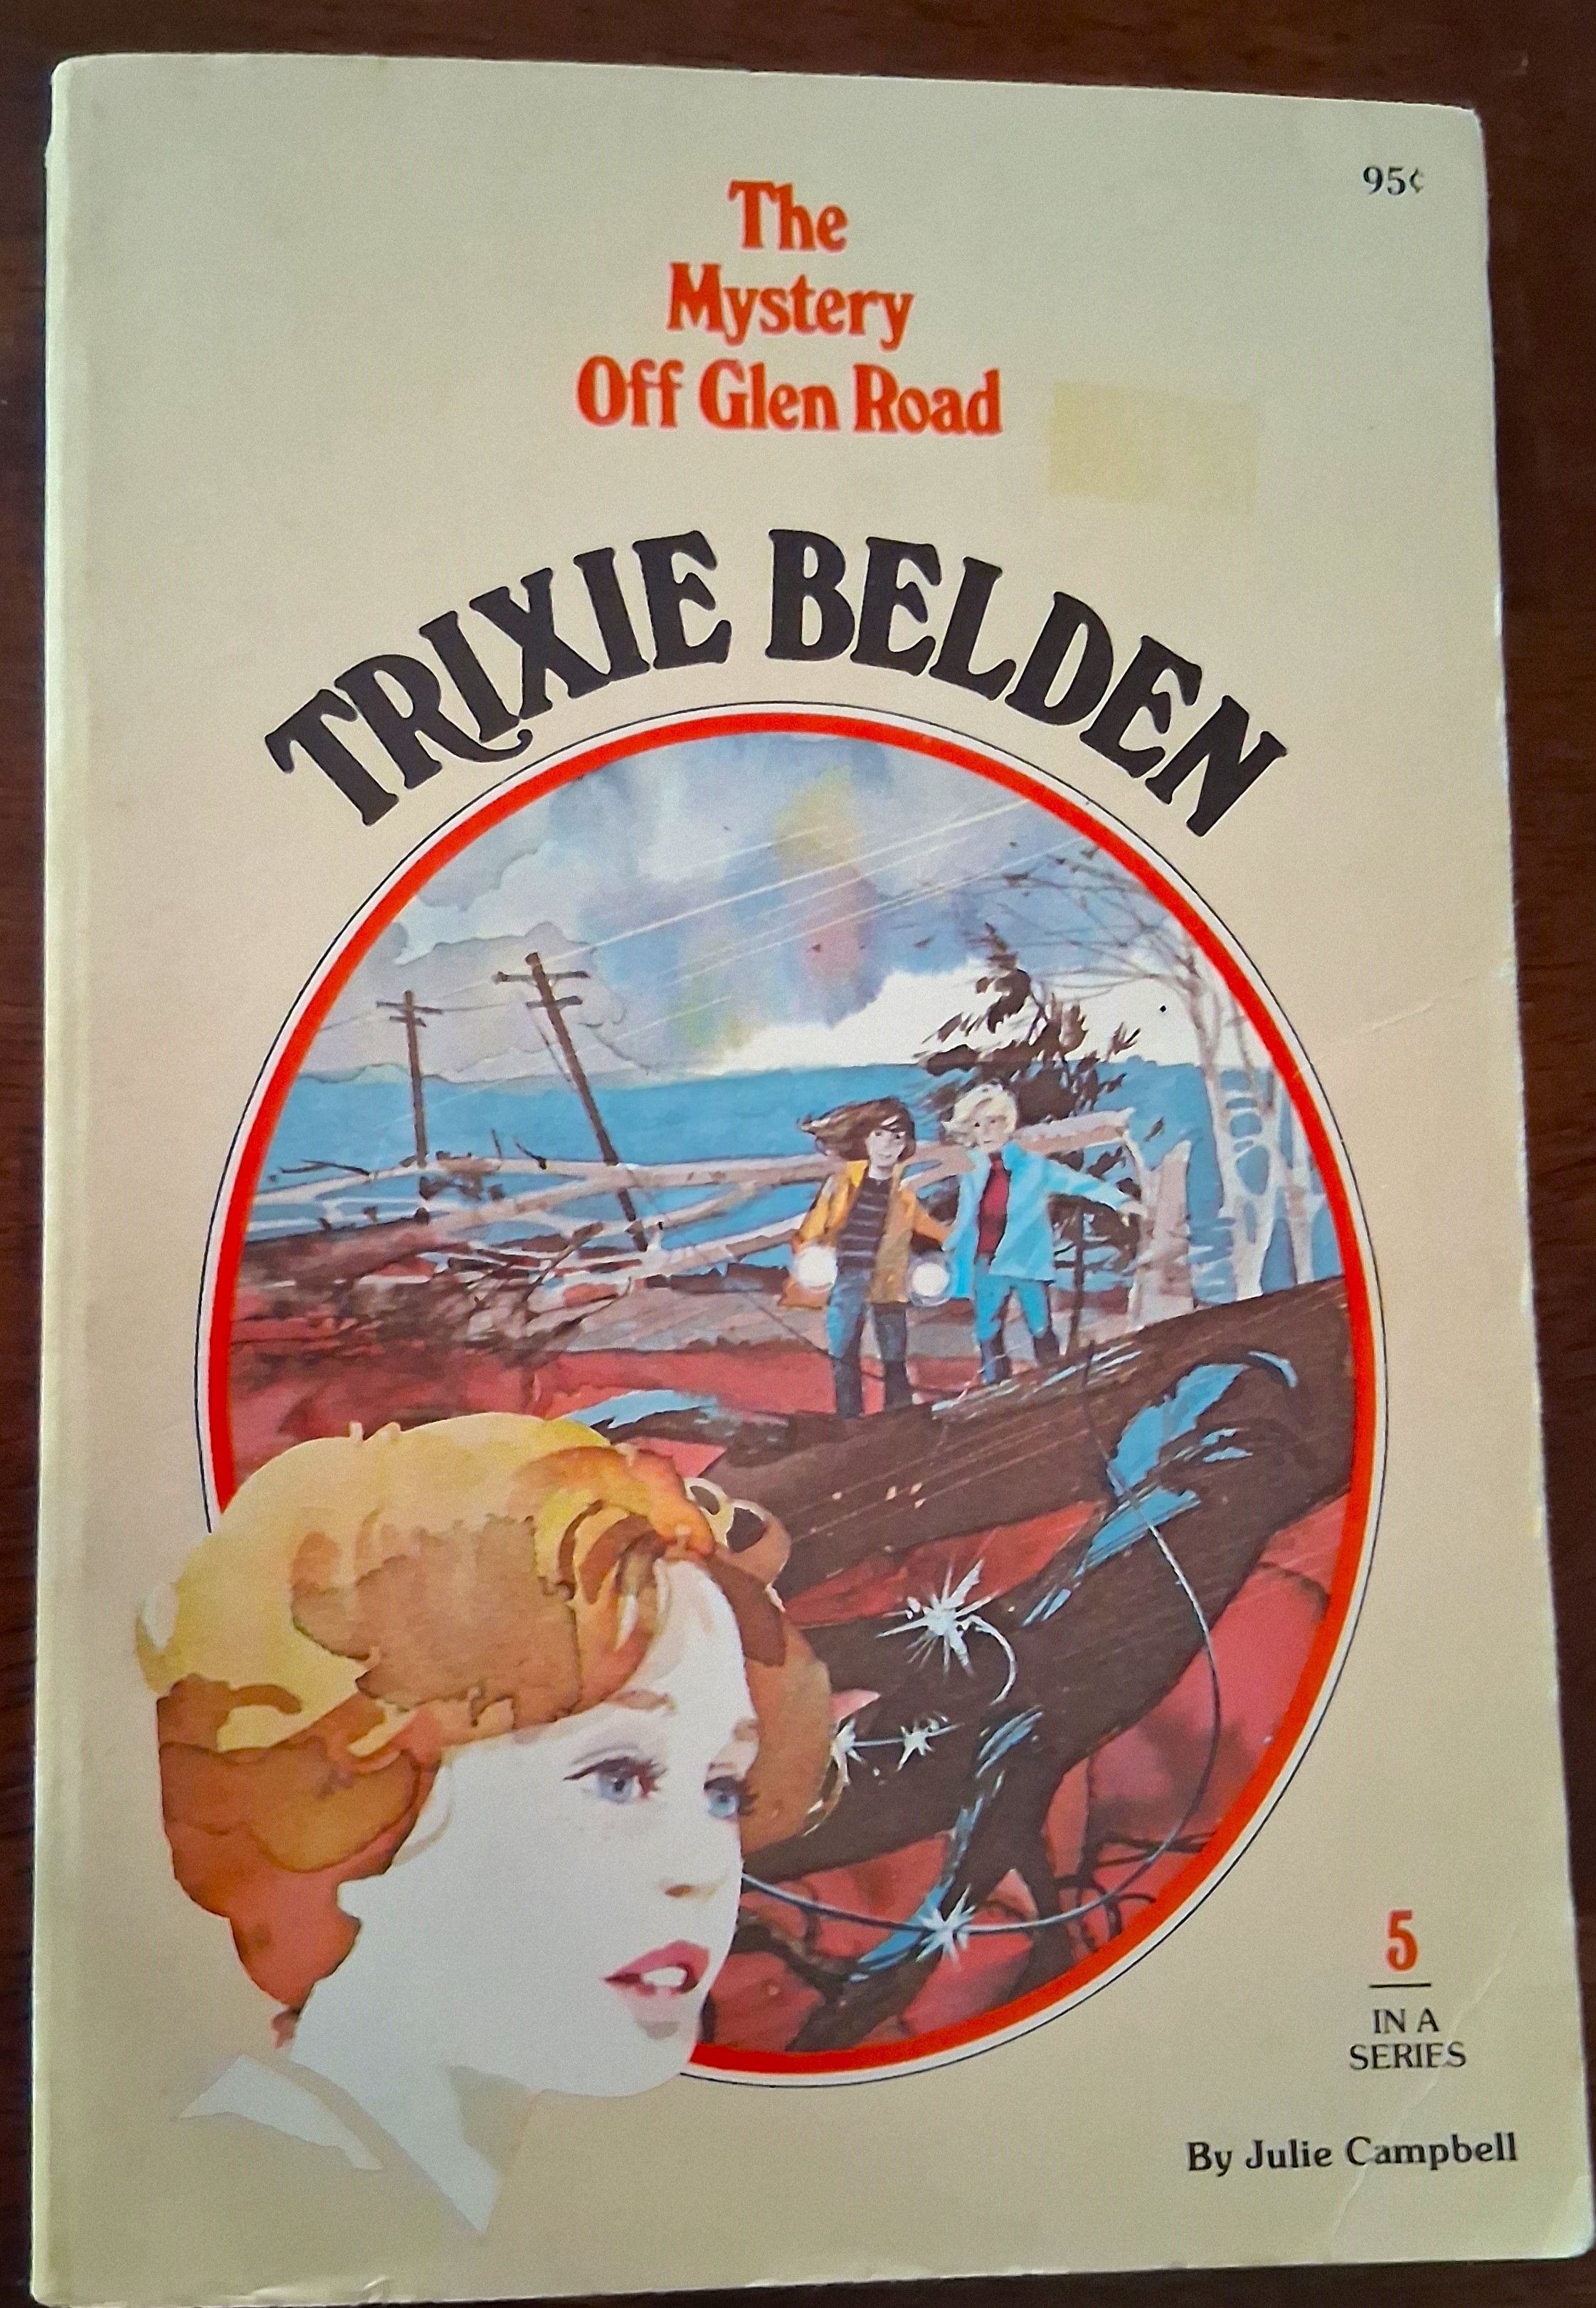 95¢
The
Mystery
Off Glen Road
TRIXIE BELDEN
5
IN A
SERIES
By Julie Campbell